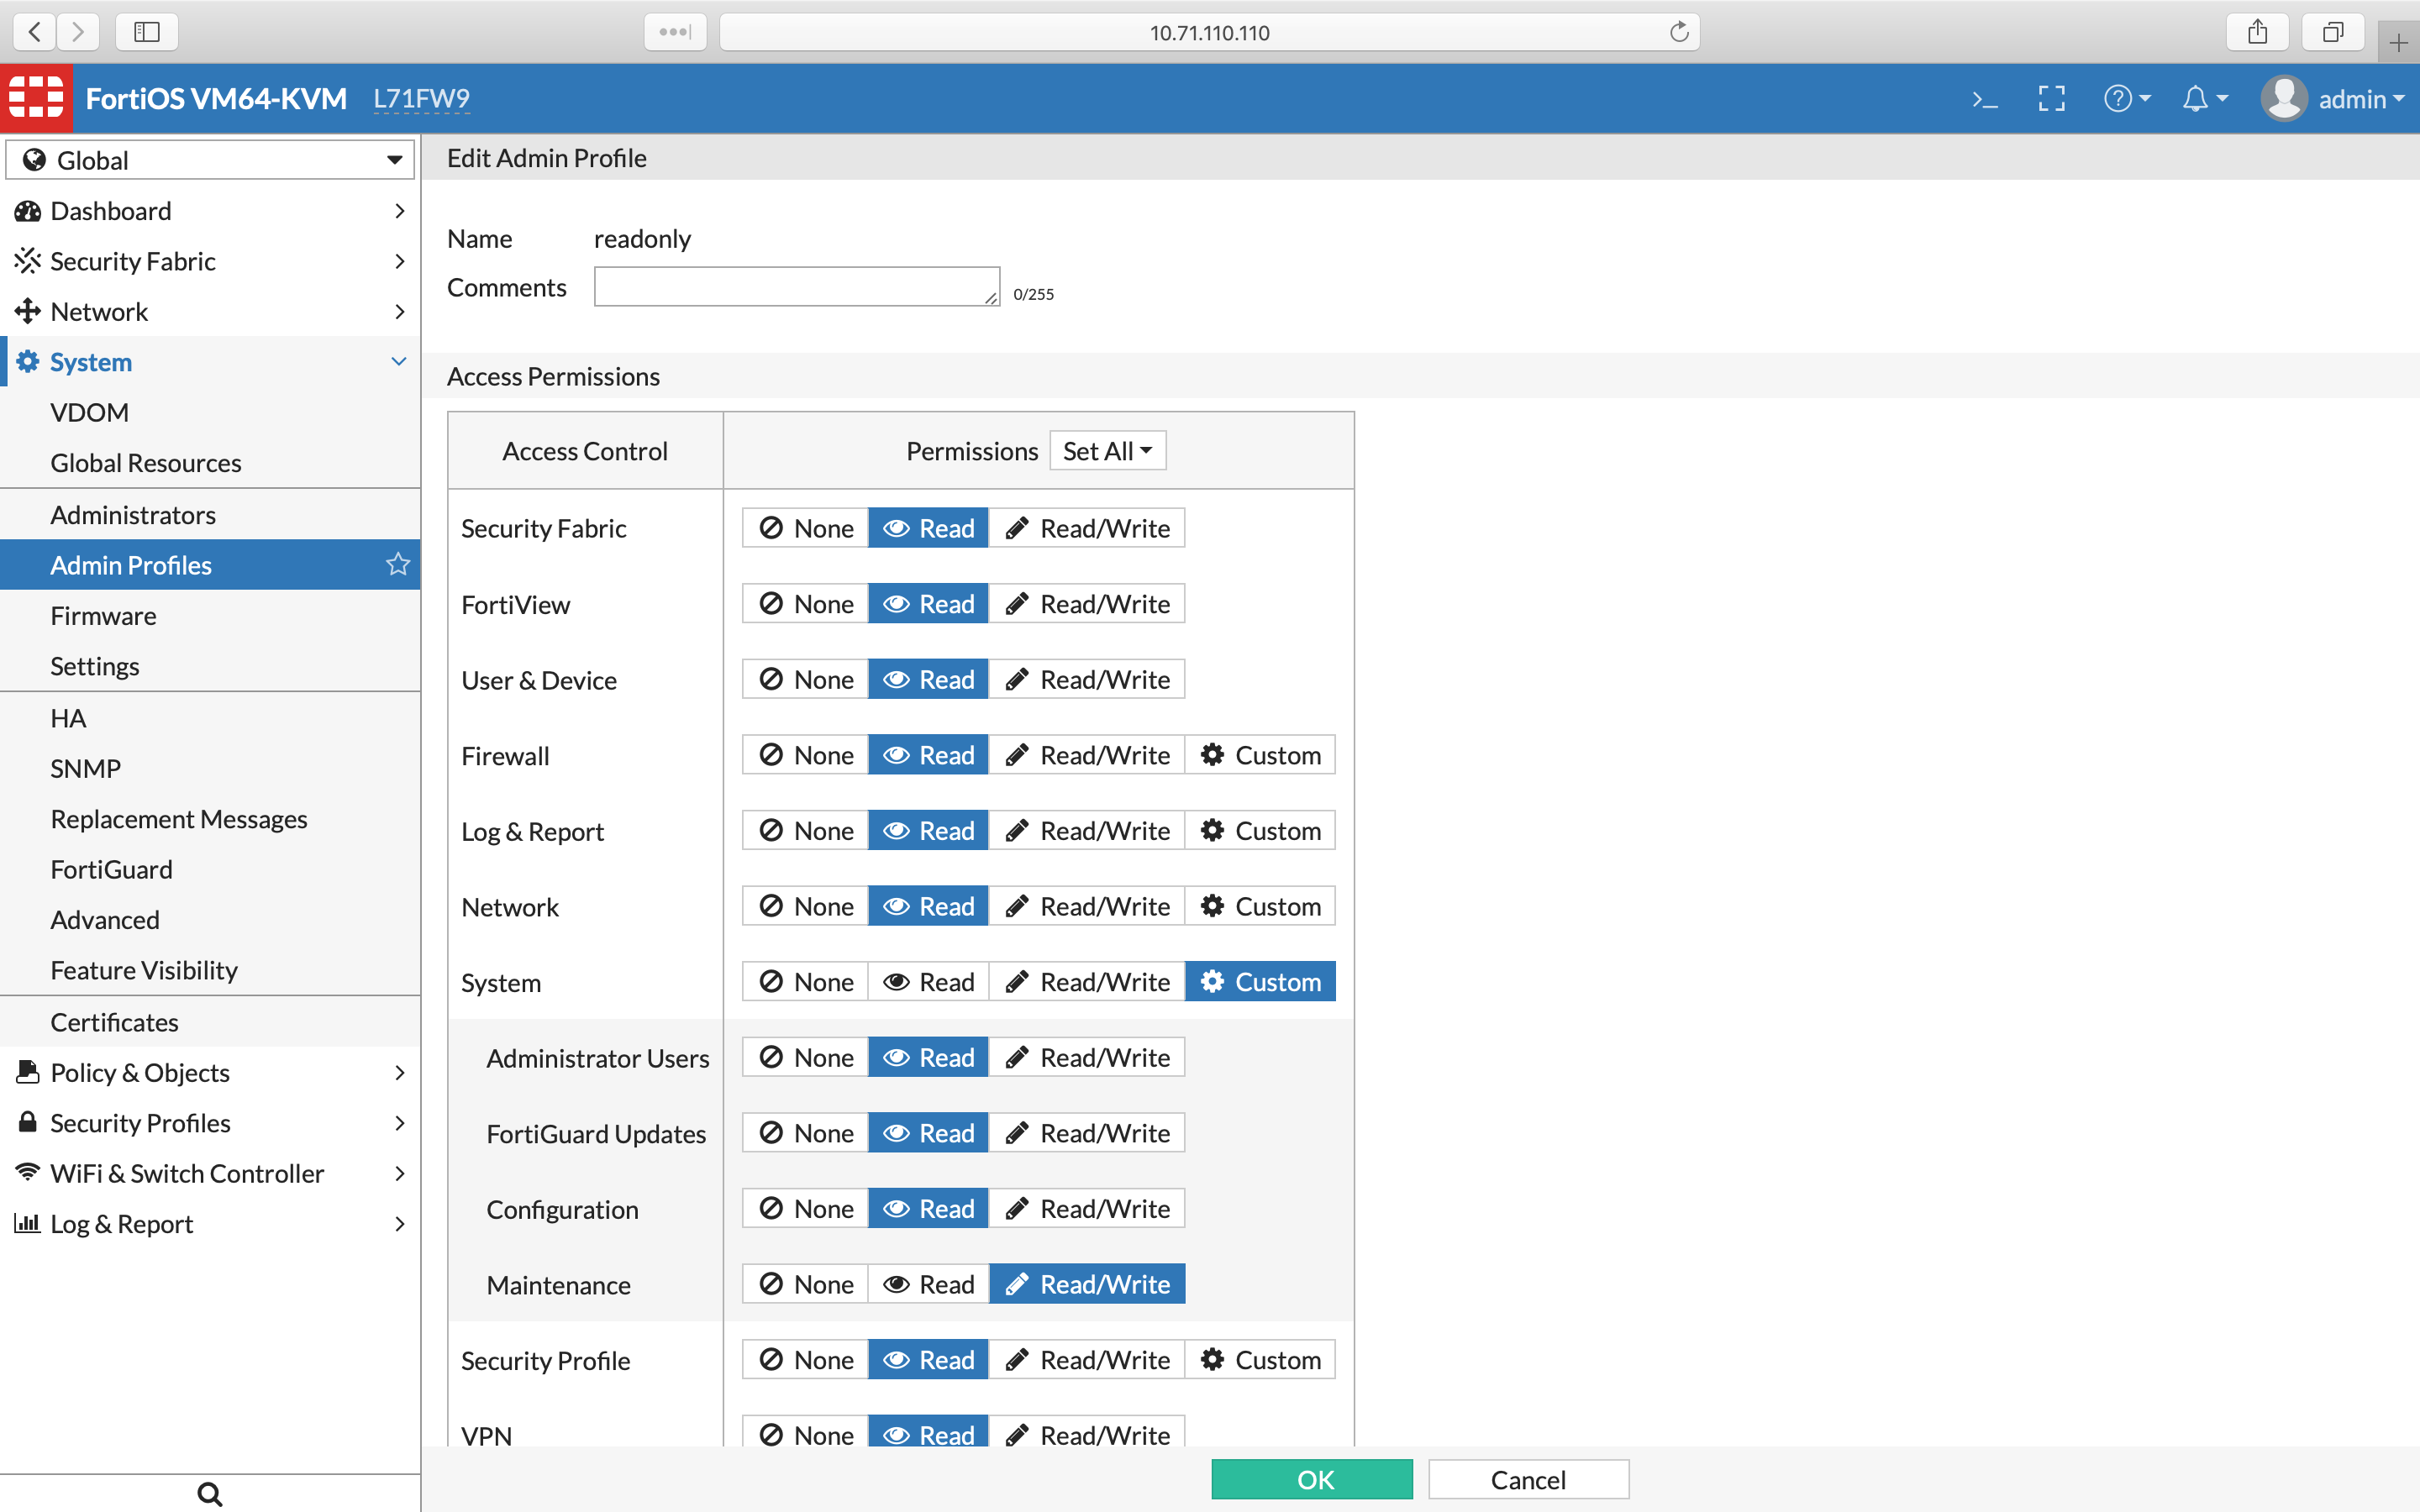 10.71.110.110
FortiOS VM64-KVM L71FW9
admin
Global
Dashboard
Security Fabric
Network
System
VDOM
Global Resources
Administrators
Admin Profiles
Firmware
Settings
HA
SNMP
Replacement Messages
FortiGuard
Advanced
Feature Visibility
Certificates
Policy & Objects
Security Profiles
WiFi & Switch Controller
Log & Report
Edit Admin Profile
Name readonly
Comments 0/255
Access Permissions
Access Control Permissions Set All
Security Fabric None Read Read/Write
FortiView None Read Read/Write
User & Device None Read Read/Write
Firewall None Read Read/Write Custom
Log & Report None Read Read/Write Custom
Network None Read Read/Write Custom
System None Read Read/Write Custom
Administrator Users None Read Read/Write
FortiGuard Updates None Read Read/Write
Configuration None Read Read/Write
Maintenance None Read Read/Write
Security Profile None Read Read/Write Custom
VPN None Read Read/Write
OK Cancel